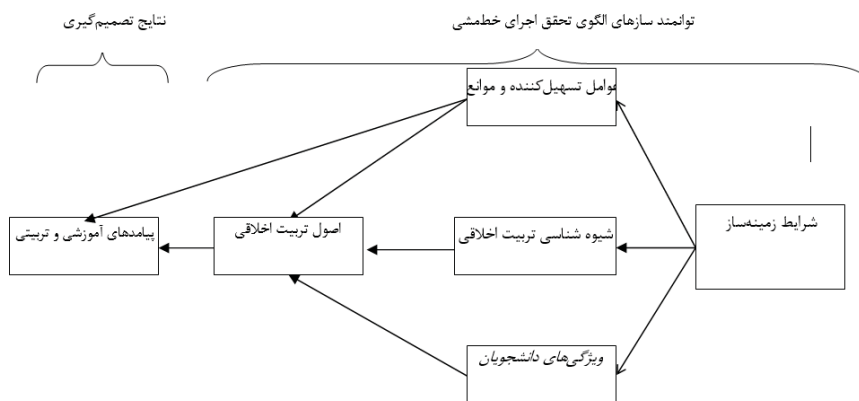 توانمند سازهای الگوی تحقق اجرای خط‌مشی
نتایج تصمیم‌گیری
عوامل تسهیل‌کننده و موانع
شرایط زمینه‌ساز
شیوه شناسی تربیت اخلاقی
اصول تربیت اخلاقی
پیامدهای آموزشی و تربیتی
ویژگی‌های دانشجویان